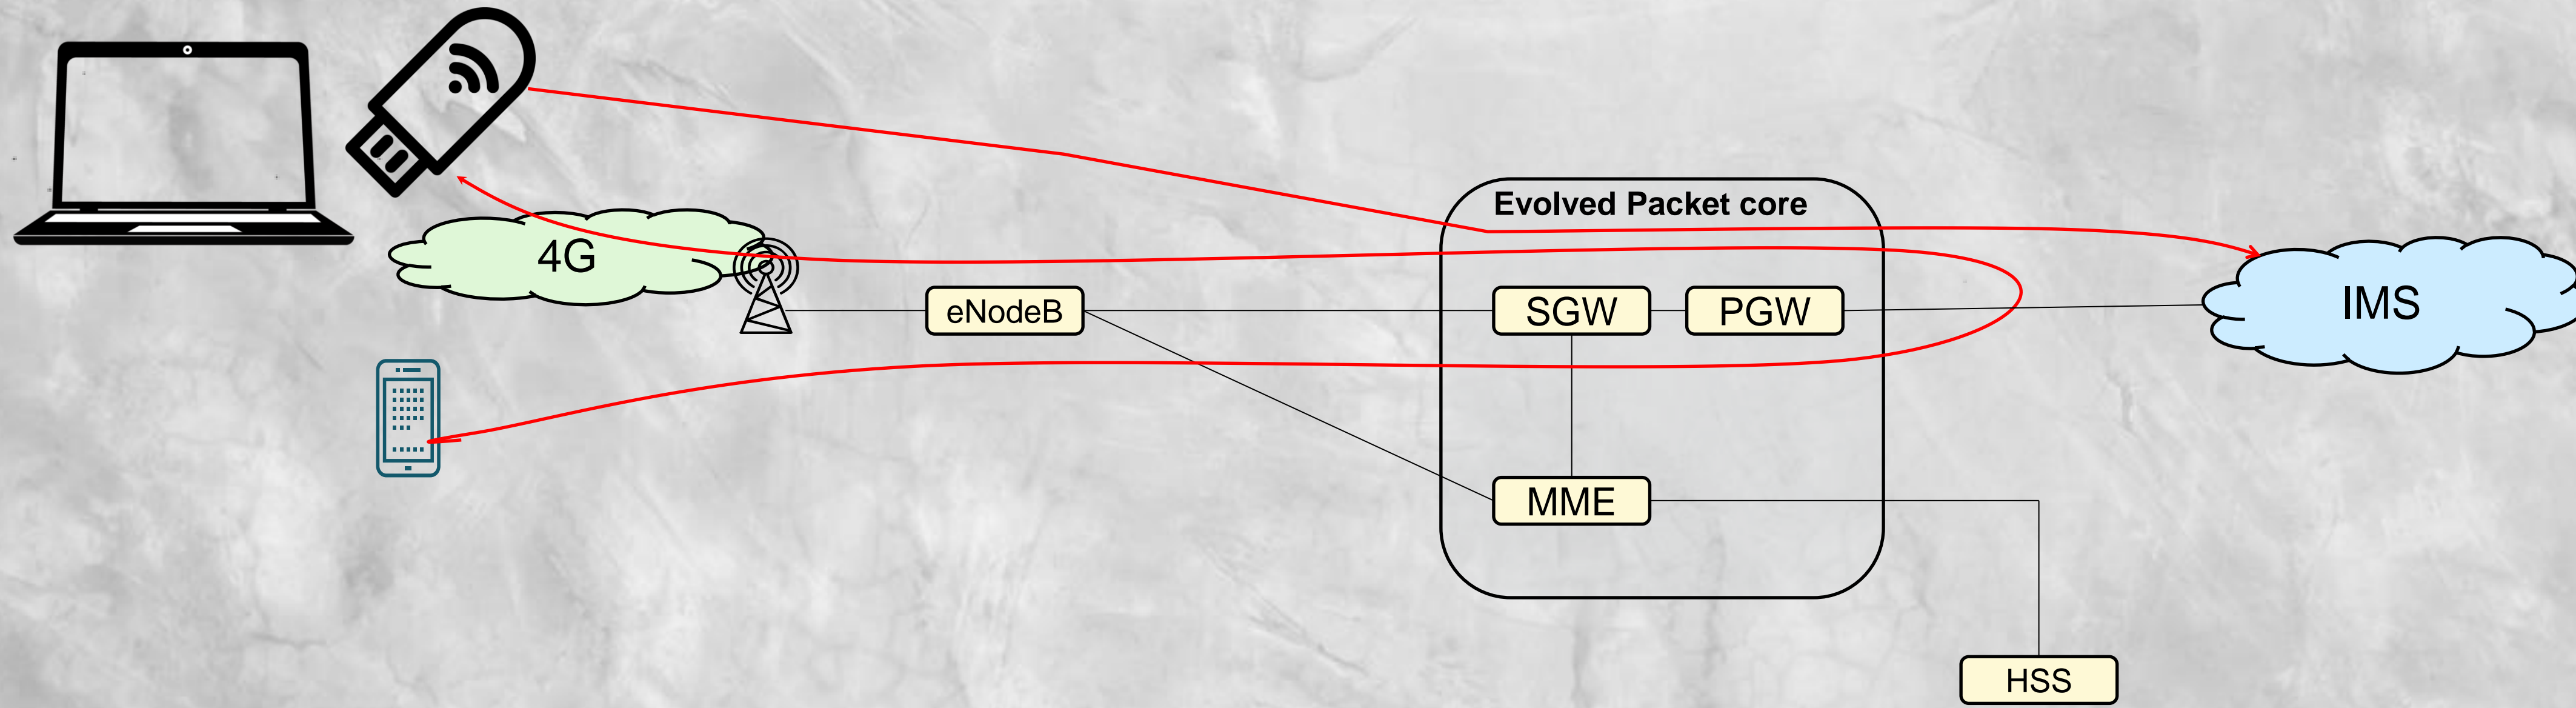 Evolved Packet core
4G
eNodeB
SGW
PGW
IMS
MME
HSS